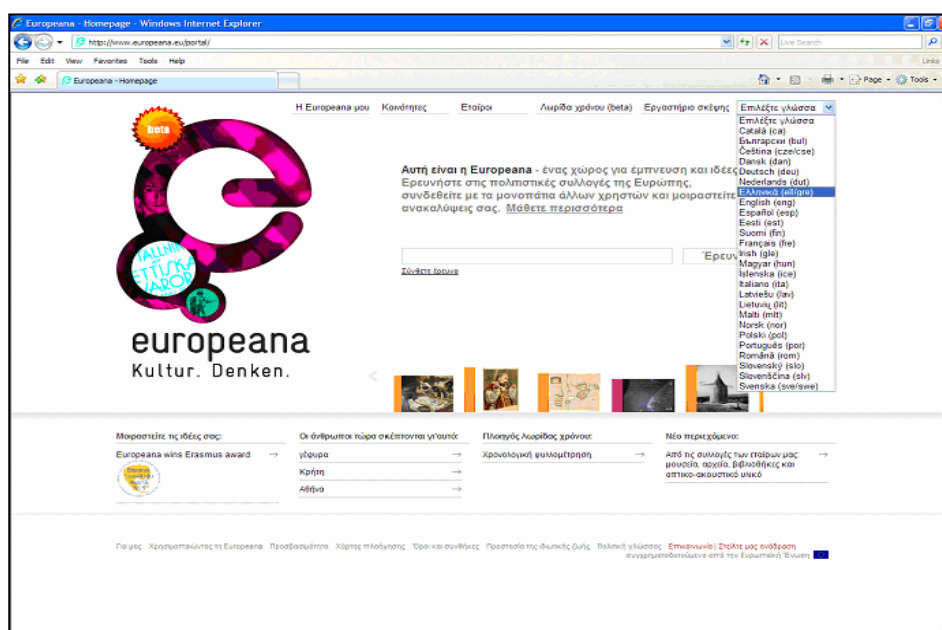 Europeana - Homepage - Windows Internet Explorer
http://www.europeana.eu/portal/
Live Search
File Edit View Favorites Tools Help
Links
Europeana - Homepage
Page Tools
Η Europeana μου Κοινότητες Εταίροι Λωρίδα χρόνου (beta) Εργαστήριο σκέψης Επιλέξτε γλώσσα
beta
Αυτή είναι η Europeana - ένας χώρος για έμπνευση και ιδέες
Ερευνήστε στις πολιτιστικές συλλογές της Ευρώπης,
συνδεθείτε με τα μονοπάτια άλλων χρηστών και μοιραστείτε
ανακαλύψεις σας. Μάθετε περισσότερα
Έρευν
Σύνθετη έρευνα
Επιλέξτε γλώσσα
Català (ca)
Български (bul)
Čeština (cze/cse)
Dansk (dan)
Deutsch (deu)
Nederlands (dut)
Ελληνικά (ell/gre)
English (eng)
Español (esp)
Eesti (est)
Suomi (fin)
Français (fre)
Irish (gle)
Magyar (hun)
Íslenska (ice)
Italiano (ita)
Latviešu (lav)
Lietuvių (lit)
Malti (mlt)
Norsk (nor)
Polski (pol)
Português (por)
Română (rom)
Slovenský (slo)
Slovenščina (slv)
Svenska (sve/swe)
TALLINN
ETTISKA
AROR
europeana
Kultur. Denken.
Μοιραστείτε τις ιδέες σας:
Europeana wins Erasmus award
Οι άνθρωποι τώρα σκέπτονται γι'αυτό:
γέφυρα
Κρήτη
Αθήνα
Πλοηγός λωρίδας χρόνου:
Χρονολογική φυλλομέτρηση
Νέο περιεχόμενο:
Από τις συλλογές των εταίρων μας:
μουσεία, αρχεία, βιβλιοθήκες και
οπτικο-ακουστικό υλικό
Για μας Χρησιμοποιώντας τη Europeana Προσβασιμότητα Χάρτης πλοήγησης Όροι και συνθήκες Προστασία της ιδιωτικής ζωής Πολιτική γλώσσας Επικοινωνία | Στείλτε μας ανάδραση
συγχρηματοδοτούμενο από την Ευρωπαϊκή Ένωση